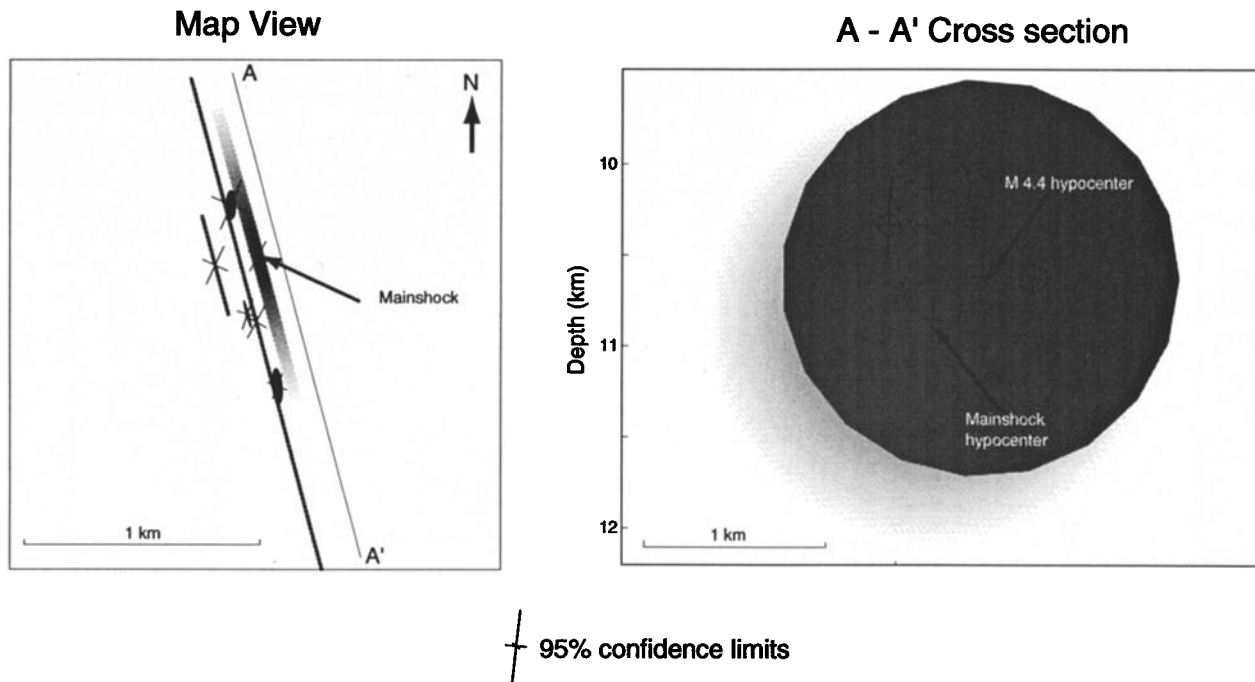 Map View
A
N
Mainshock
1 km
A'
A - A' Cross section
Depth (km)
10
11
12
M 4.4 hypocenter
Mainshock
hypocenter
1 km
95% confidence limits